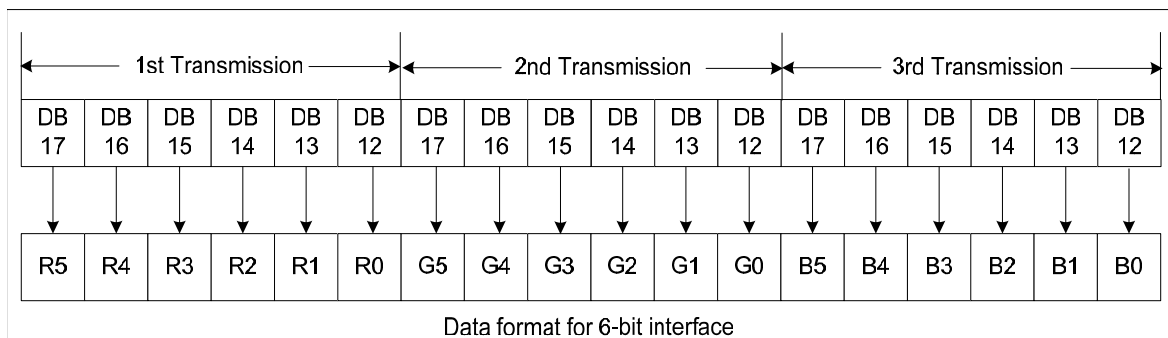 1st Transmission 2nd Transmission 3rd Transmission
DB DB DB DB DB DB DB DB DB DB DB DB DB DB DB DB DB DB
17 16 15 14 13 12 17 16 15 14 13 12 17 16 15 14 13 12
R5 R4 R3 R2 R1 R0 G5 G4 G3 G2 G1 G0 B5 B4 B3 B2 B1 B0
Data format for 6-bit interface